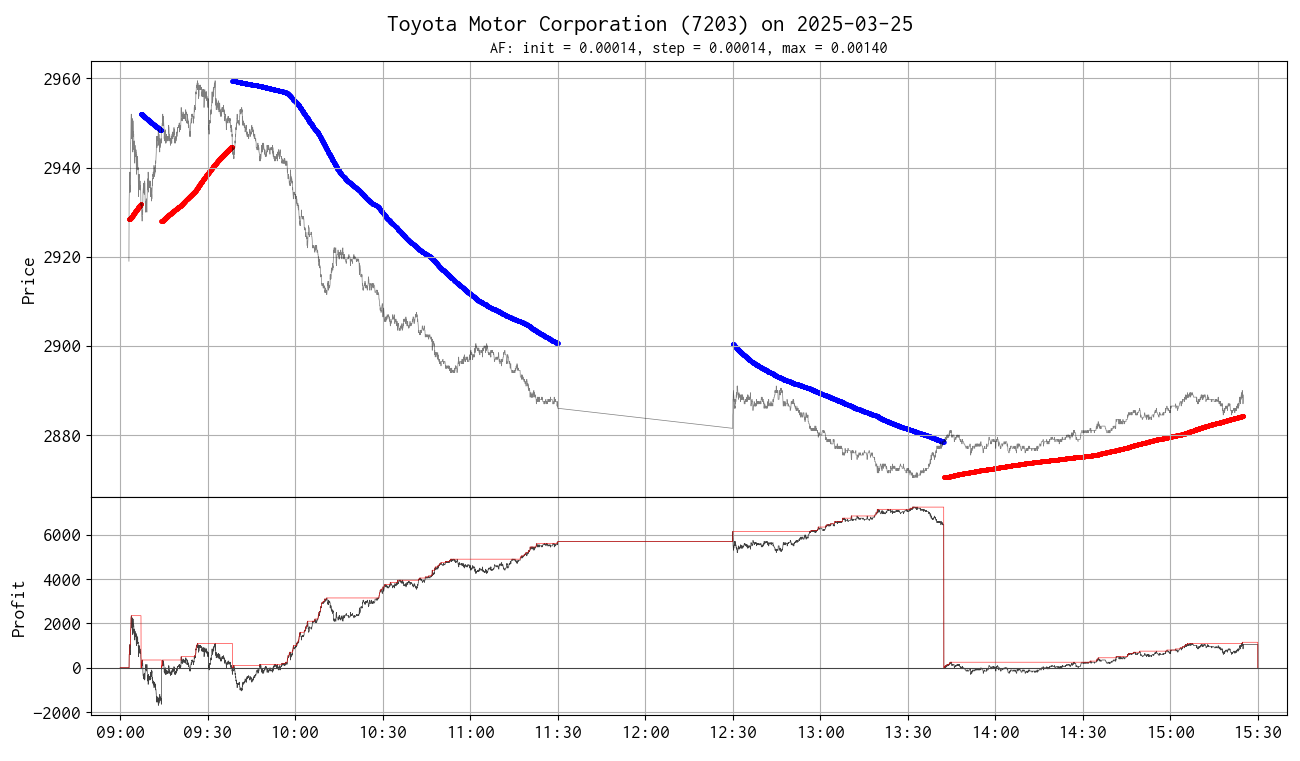 Toyota Motor Corporation (7203) on 2025-03-25
AF: init = 0.00014, step = 0.00014, max = 0.00140
Price
2960
2940
2920
2900
2880
Profit
6000
4000
2000
0
−2000
09:00 09:30 10:00 10:30 11:00 11:30 12:00 12:30 13:00 13:30 14:00 14:30 15:00 15:30